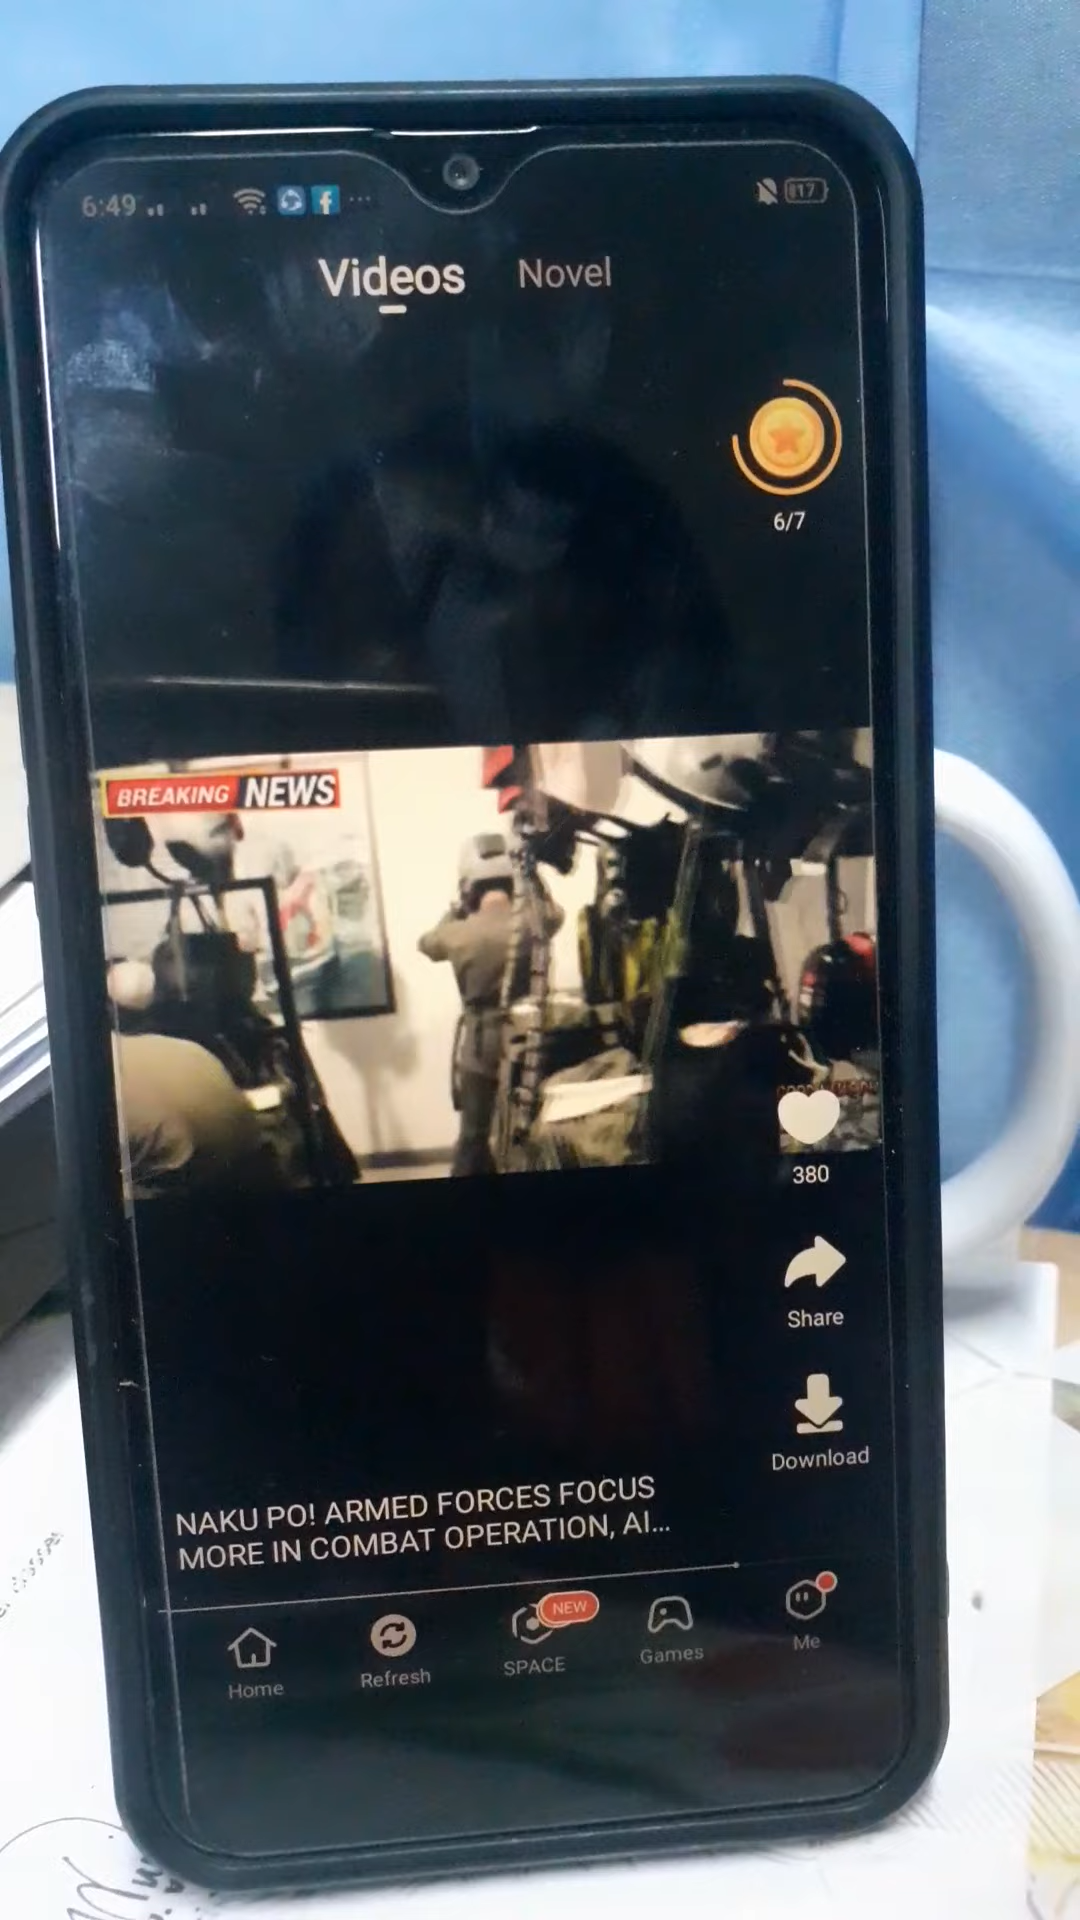 6:49
17
Videos Novel
6/7
BREAKING NEWS
380
Share
Download
NAKU PO! ARMED FORCES FOCUS
MORE IN COMBAT OPERATION, AI...
NEW
Home Refresh SPACE Games Me